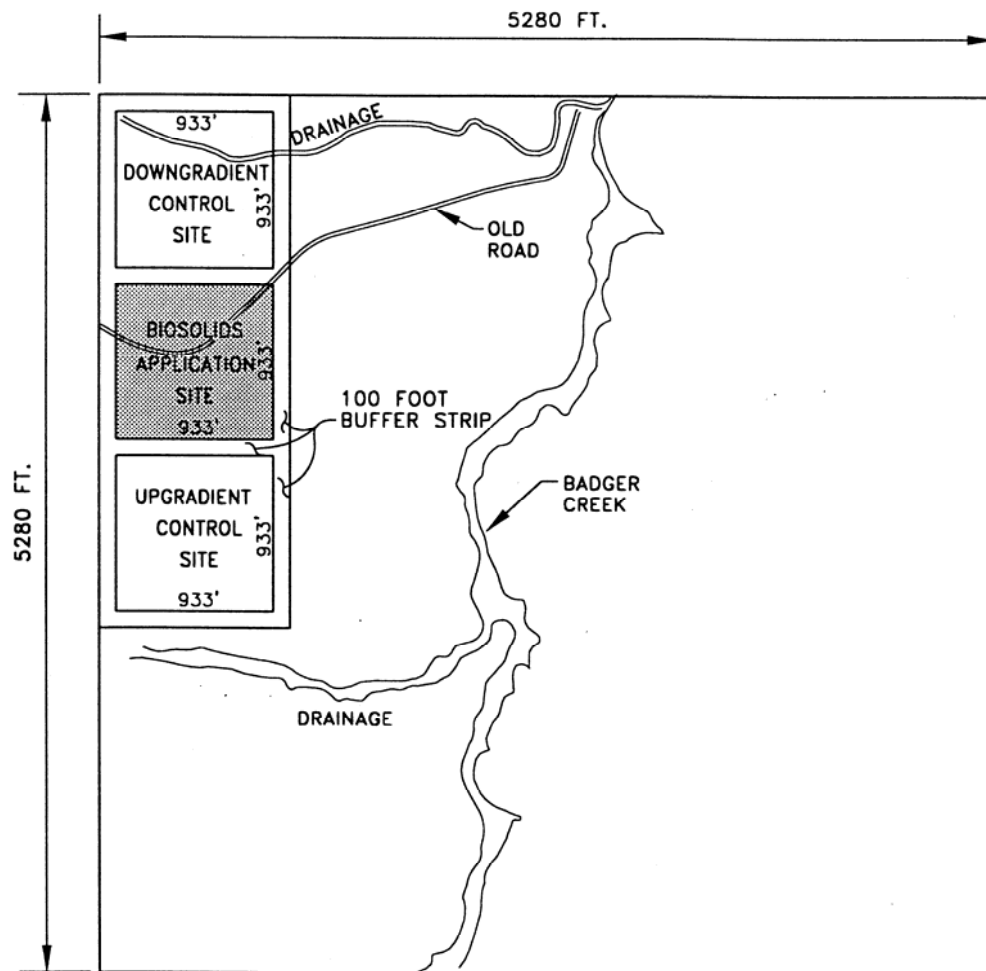 5280 FT.
933'
DRAINAGE
DOWNGRADIENT
CONTROL
SITE
933'
OLD
ROAD
BIOSOLIDS
APPLICATION
SITE
933'
933'
100 FOOT
BUFFER STRIP
5280 FT.
UPGRADIENT
CONTROL
SITE
933'
933'
BADGER
CREEK
DRAINAGE